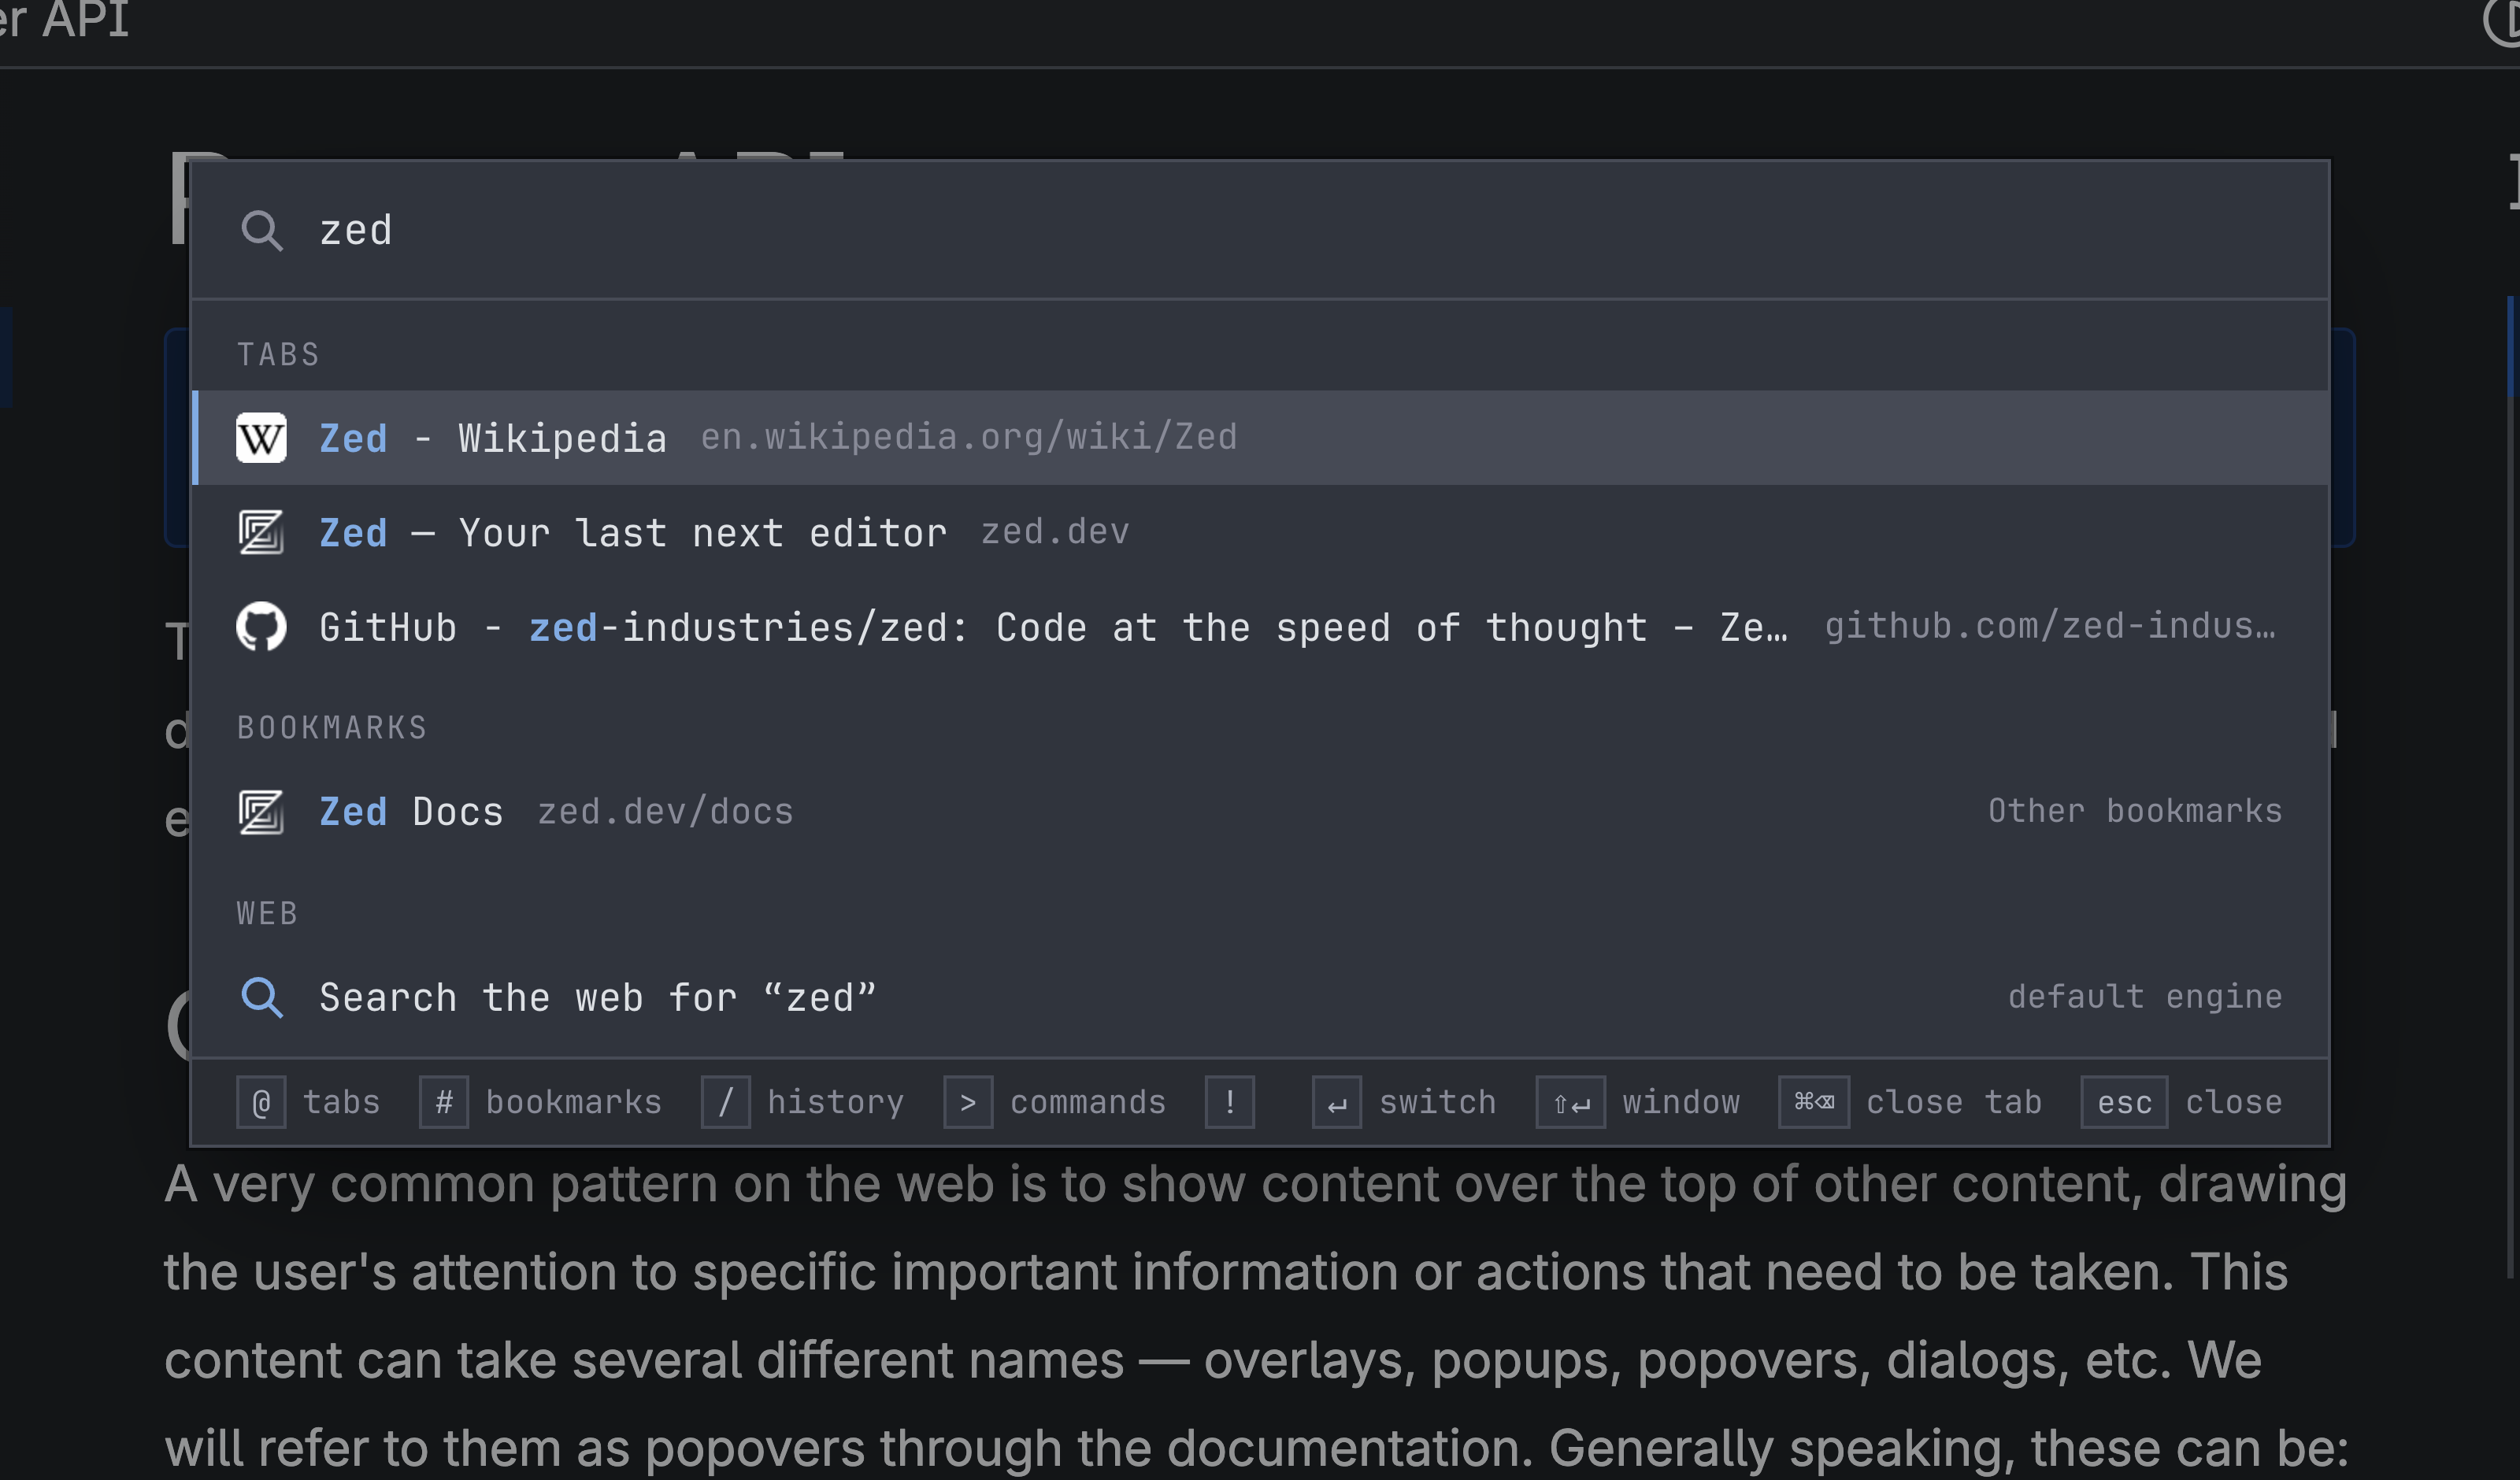 er API
zed
TABS
Zed - Wikipedia en.wikipedia.org/wiki/Zed
Zed — Your last next editor zed.dev
GitHub - zed-industries/zed: Code at the speed of thought – Ze… github.com/zed-indus…
BOOKMARKS
Zed Docs zed.dev/docs Other bookmarks
WEB
Search the web for “zed” default engine
@ tabs # bookmarks / history > commands ! ↵ switch ⇧↵ window ⌘⌫ close tab esc close
A very common pattern on the web is to show content over the top of other content, drawing
the user's attention to specific important information or actions that need to be taken. This
content can take several different names — overlays, popups, popovers, dialogs, etc. We
will refer to them as popovers through the documentation. Generally speaking, these can be: